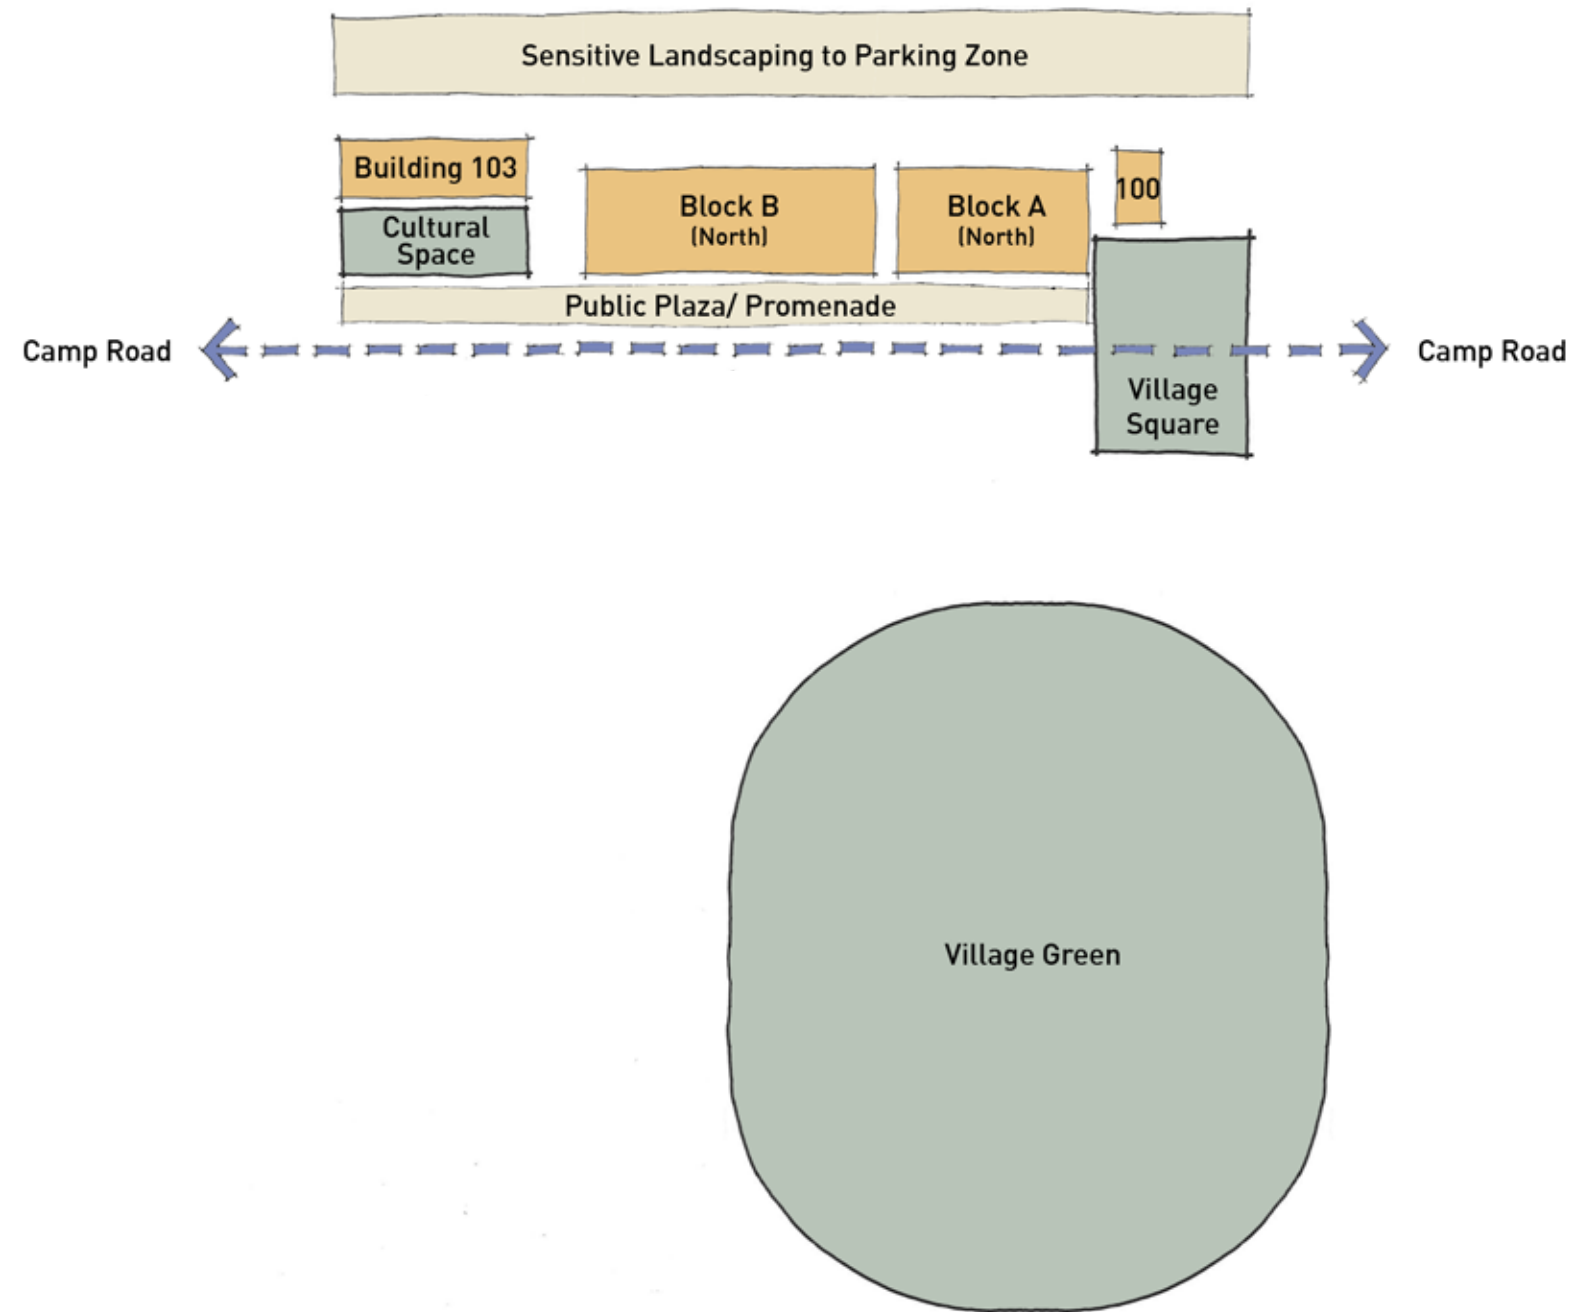 Sensitive Landscaping to Parking Zone
Building 103
Cultural
Space
Block B
(North)
Block A
(North)
100
Public Plaza/ Promenade
Camp Road
Camp Road
Village
Square
Village Green